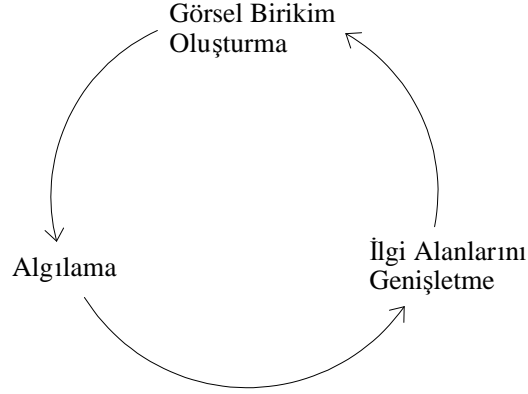 Görsel Birikim
Oluşturma
Algılama
İlgi Alanlarını
Genişletme